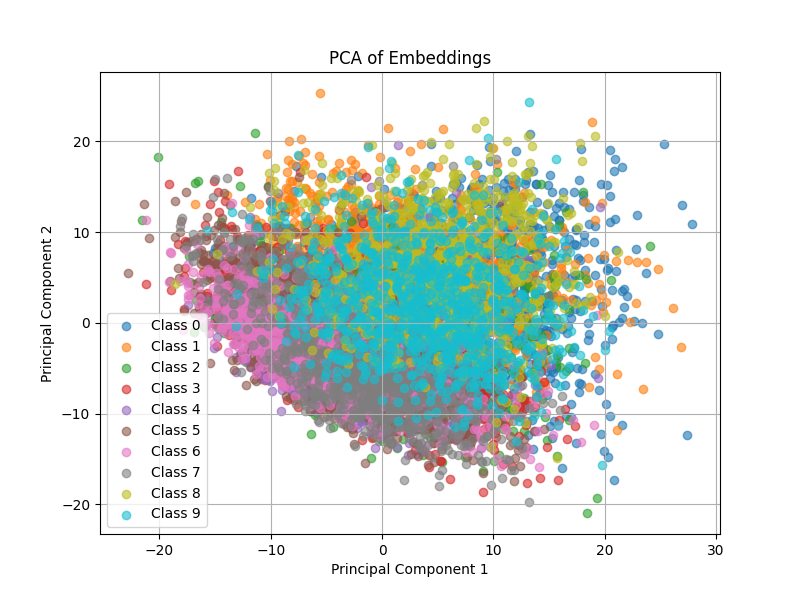 PCA of Embeddings
Principal Component 2
20
10
0
−10
−20
Class 0
Class 1
Class 2
Class 3
Class 4
Class 5
Class 6
Class 7
Class 8
Class 9
−20 −10 0 10 20 30
Principal Component 1